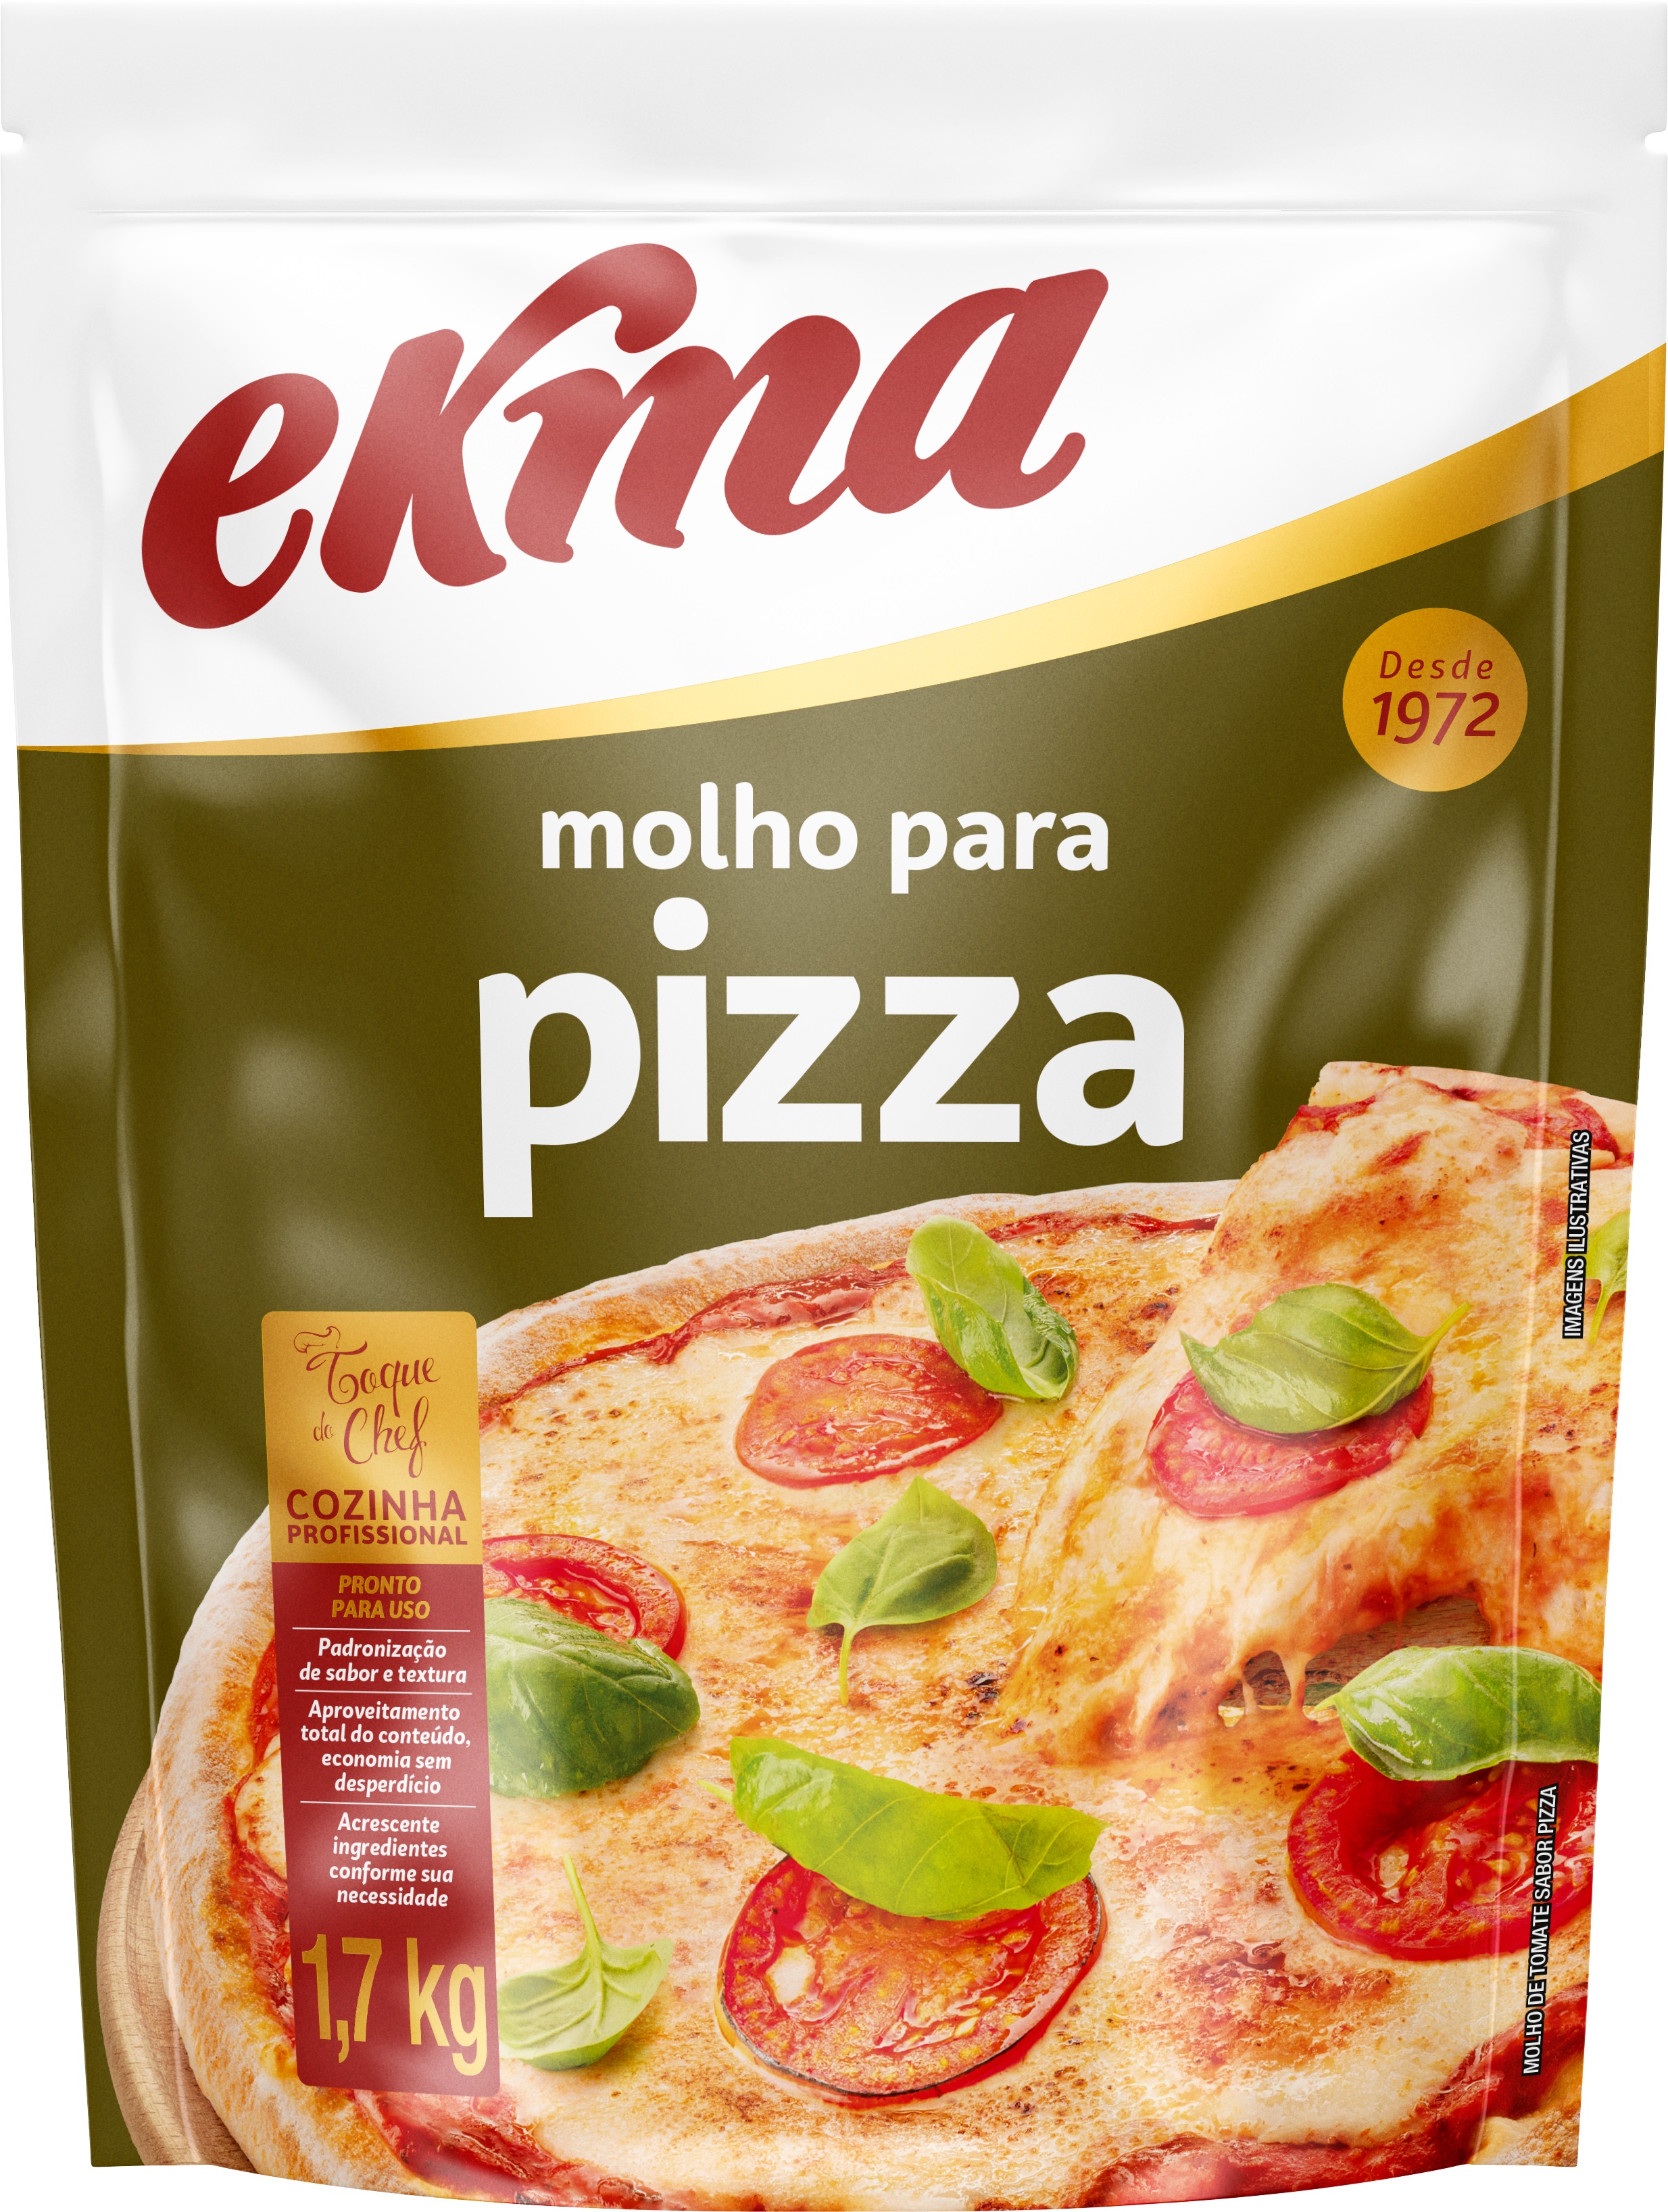 ekma
Desde
1972
molho para
pizza
IMAGENS ILUSTRATIVAS
Toque
do Chef
COZINHA
PROFISSIONAL
PRONTO
PARA USO
Padronização
de sabor e textura
Aproveitamento
total do conteúdo,
economia sem
desperdício
Acrescente
ingredientes
conforme sua
necessidade
1,7 kg
MOLHO DE TOMATE SABOR PIZZA